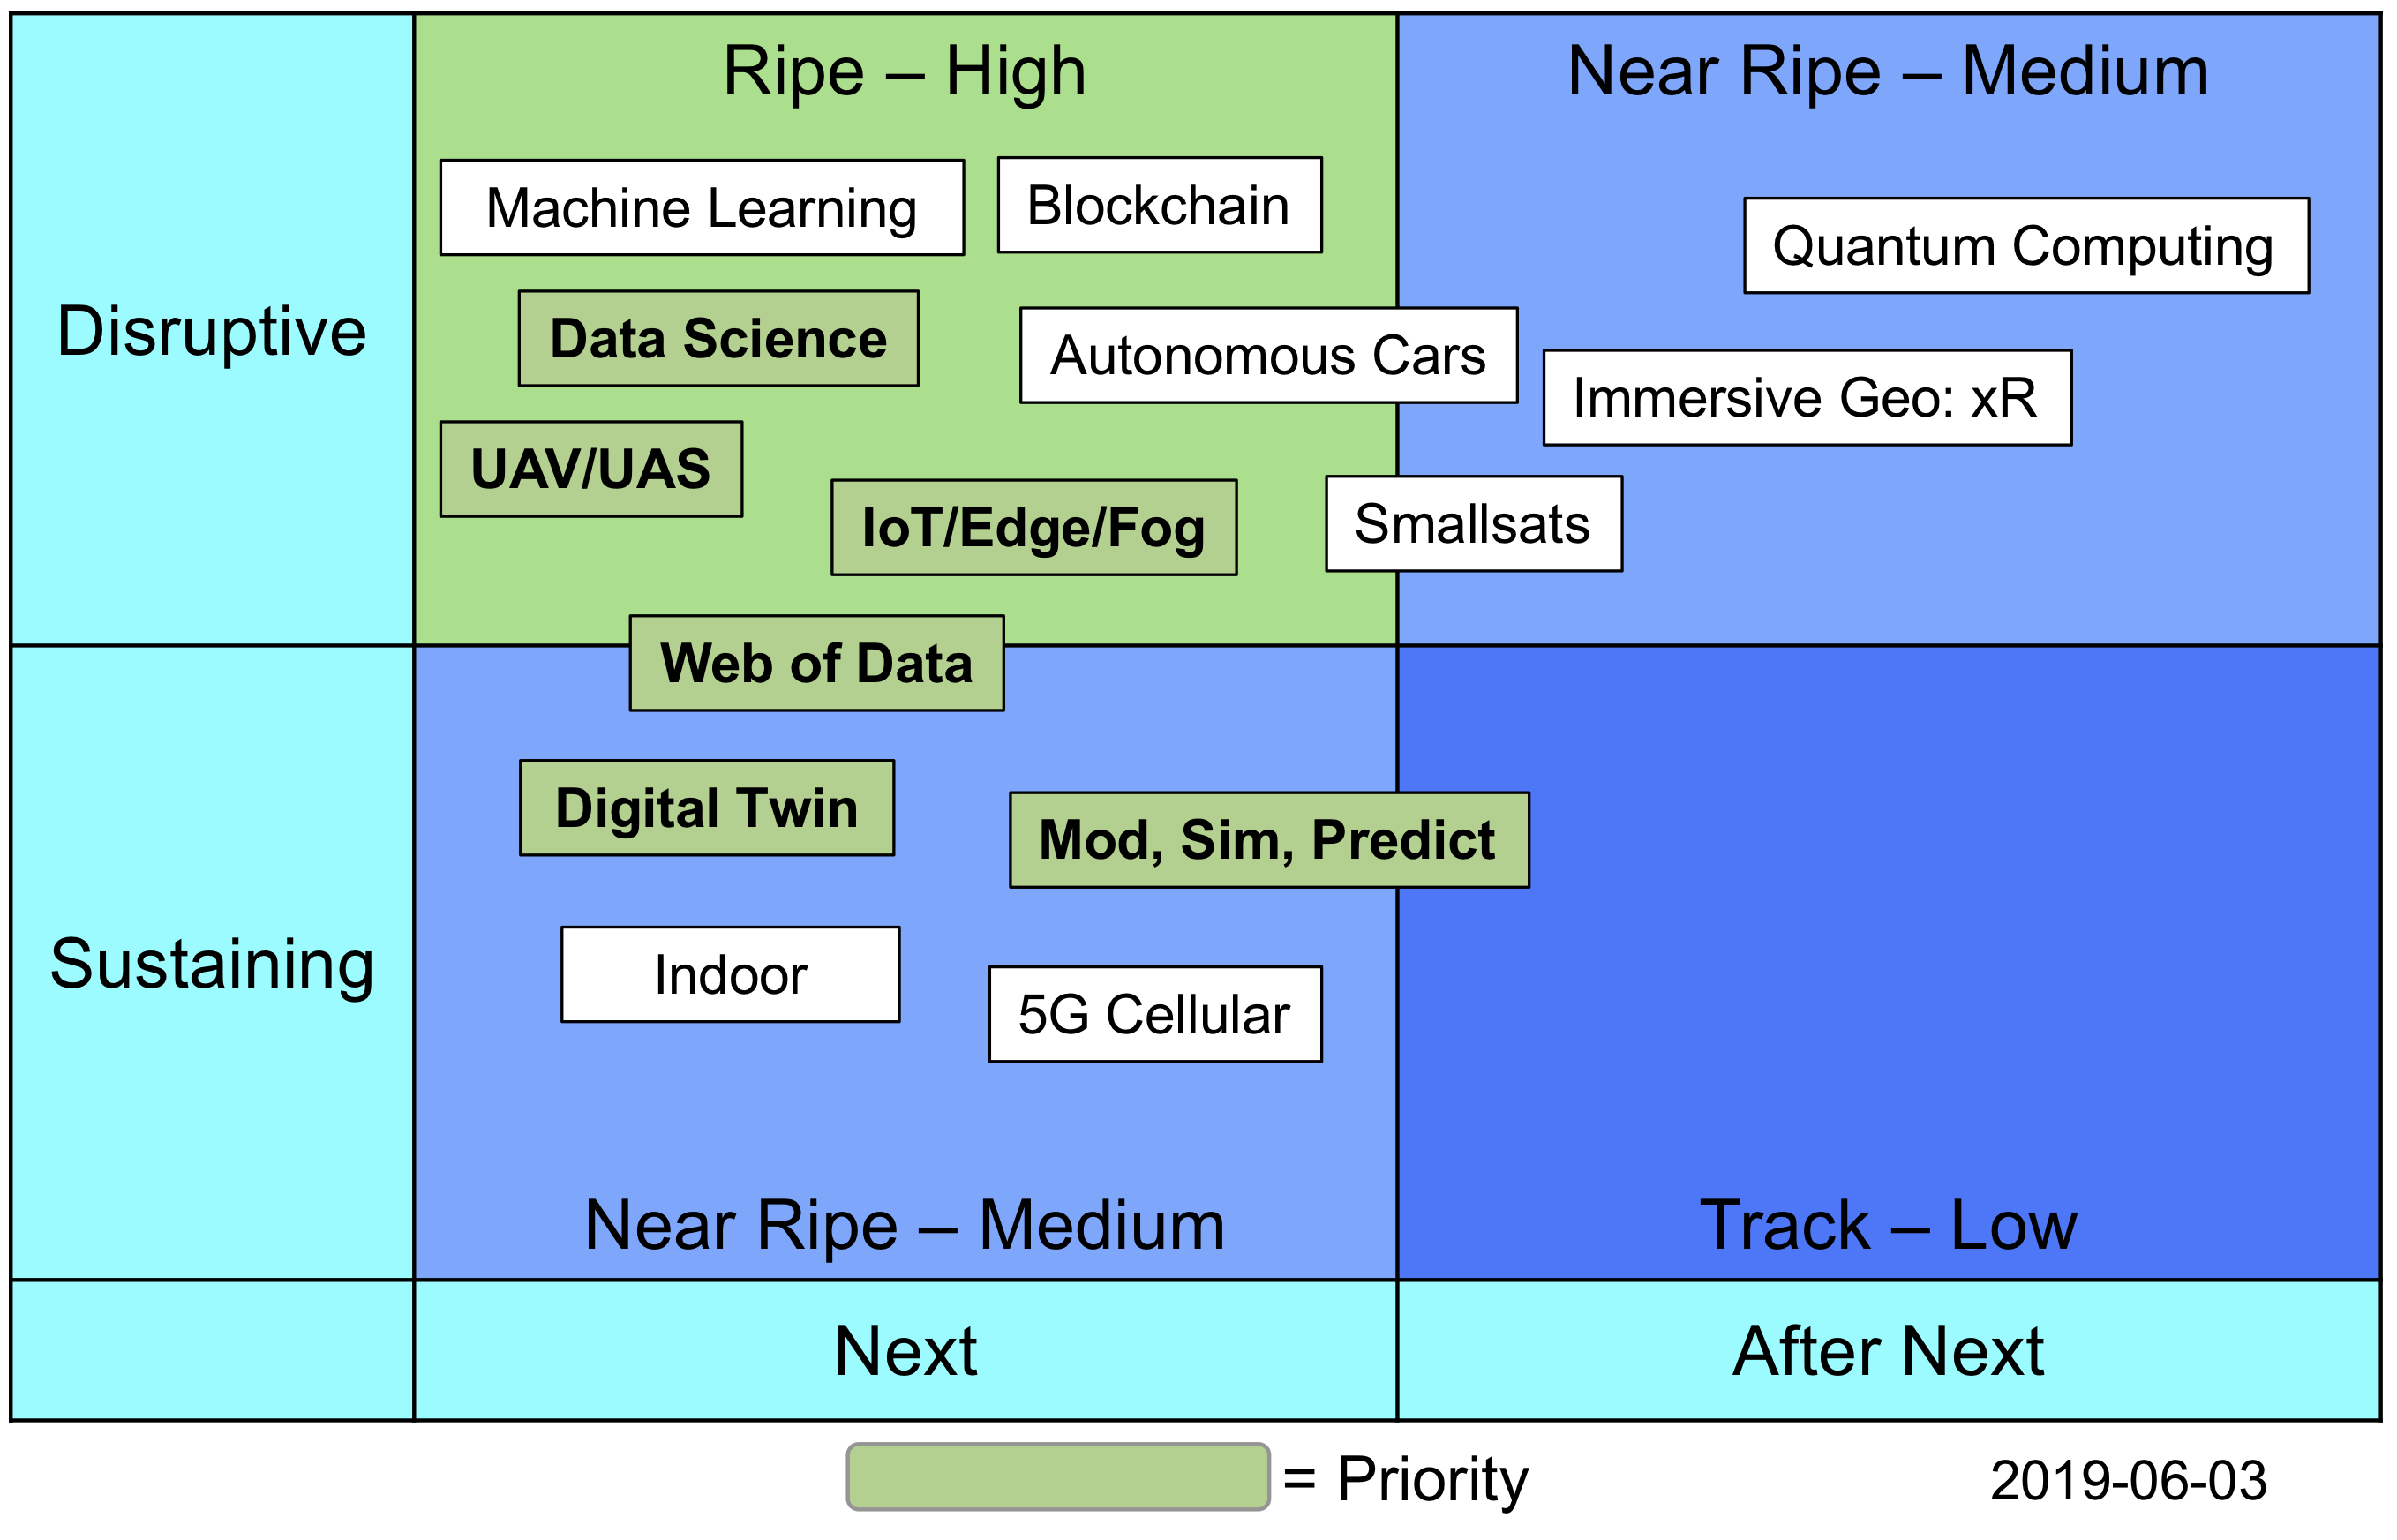 Ripe – High
Near Ripe – Medium
Machine Learning
Blockchain
Quantum Computing
Disruptive
Data Science
Autonomous Cars
Immersive Geo: xR
UAV/UAS
IoT/Edge/Fog
Smallsats
Web of Data
Digital Twin
Mod, Sim, Predict
Sustaining
Indoor
5G Cellular
Near Ripe – Medium
Track – Low
Next
After Next
= Priority
2019-06-03